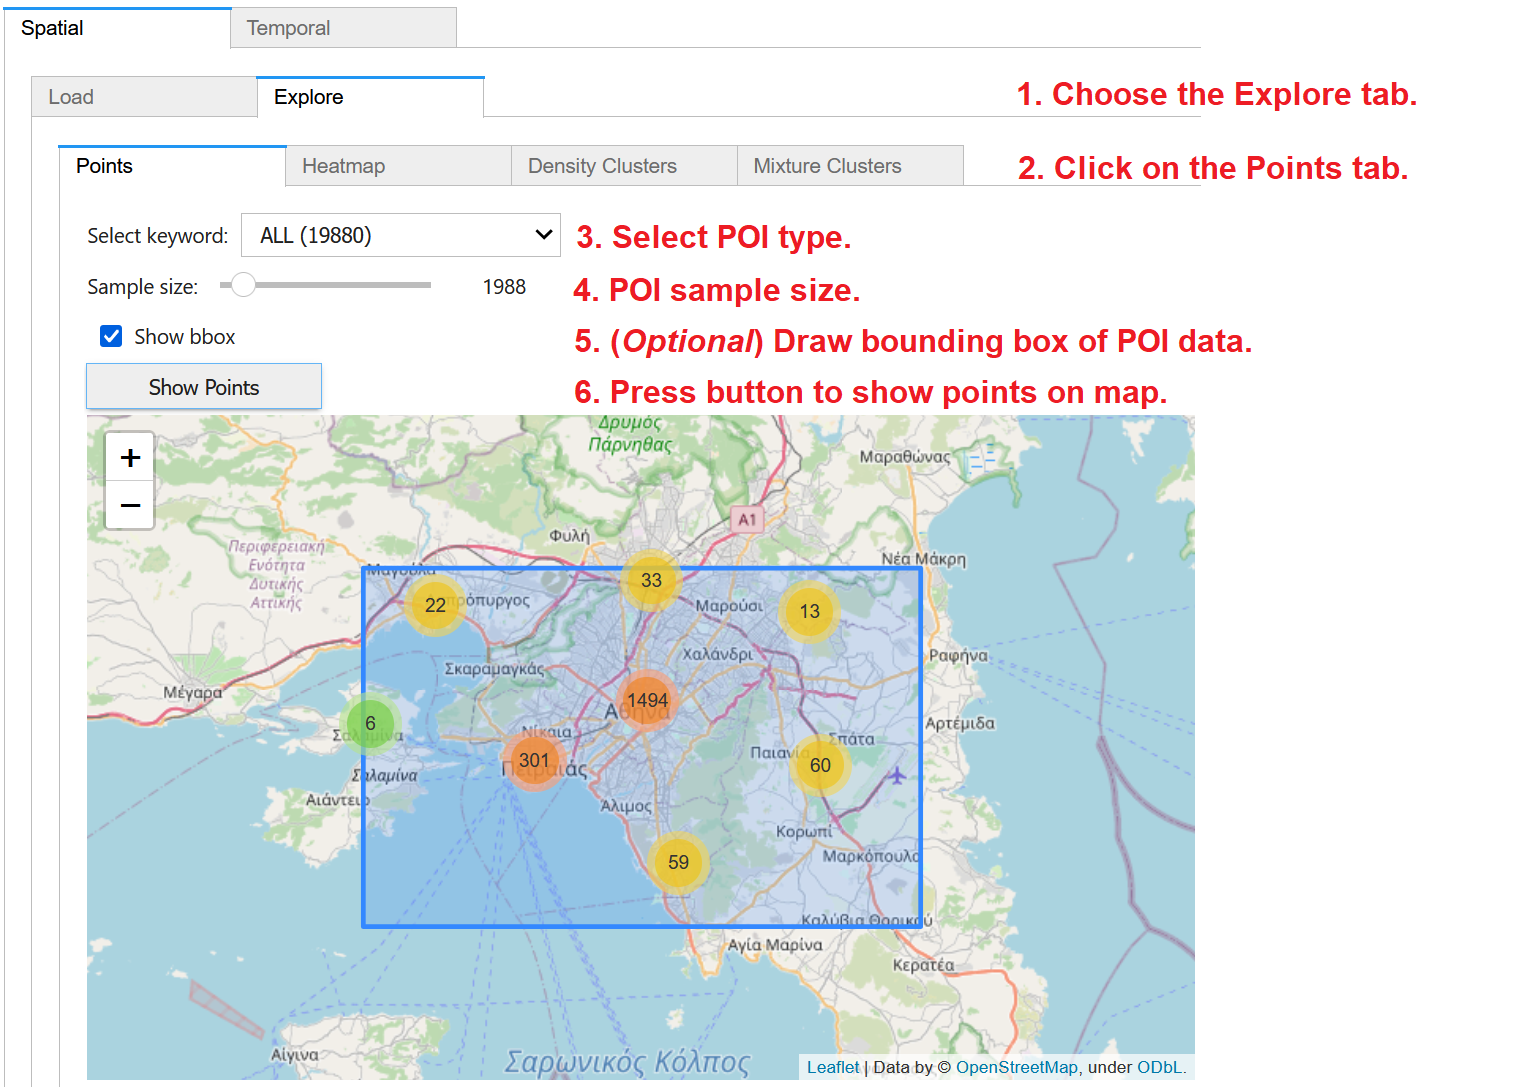 Spatial
Temporal
Load
Explore
1. Choose the Explore tab.
Points
Heatmap
Density Clusters
Mixture Clusters
2. Click on the Points tab.
Select keyword:
ALL (19880)
3. Select POI type.
Sample size:
1988
4. POI sample size.
Show bbox
5. (Optional) Draw bounding box of POI data.
Show Points
6. Press button to show points on map.
+
−
Δρυμός
Πάρνηθας
Μαραθώνας
A1
Φυλή
Περιφερειακή
Ενότητα
Δυτικής
Αττικής
Νέα Μάκρη
Μαγούλα
33
22
πρόπυργος
Μαρούσι
13
Χαλάνδρι
Ραφήνα
Σκαραμαγκάς
Μέγαρα
1494
Αθήνα
6
Σαλαμίνα
Αρτέμιδα
Νίκαια
301
Πειραιάς
Σπάτα
Παιανία
60
Σαλαμίνα
Αιάντειο
Άλιμος
Κορωπί
Μαρκόπουλο
59
Καλύβια Θορικού
Αγία Μαρίνα
Κερατέα
Αίγινα
Σαρωνικός Κόλπος
Leaflet | Data by © OpenStreetMap, under ODbL.